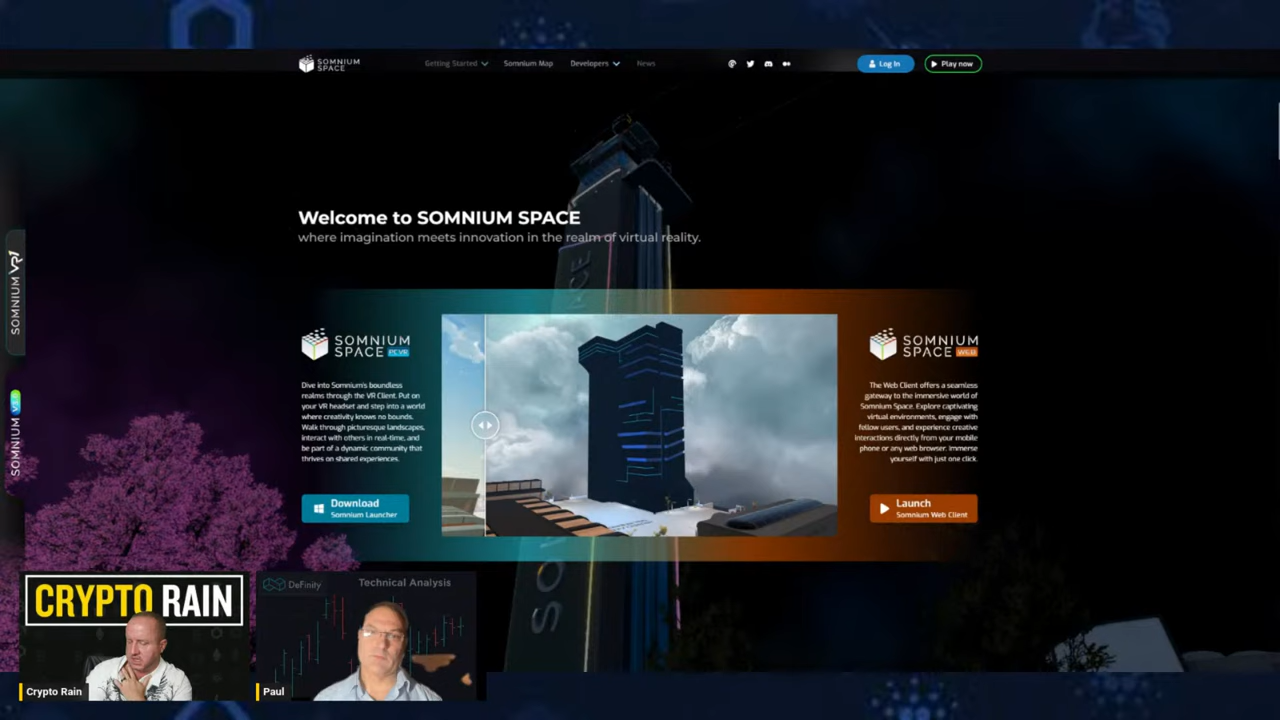 SOMNIUM
SPACE
Getting Started
Somnium Map
Developers
News
Log In
Play now
Welcome to SOMNIUM SPACE
where imagination meets innovation in the realm of virtual reality.
SOMNIUM VR1
SOMNIUM
SOMNIUM
SPACE PCVR
Dive into Somnium's boundless
realms through the VR Client. Put on
your VR headset and step into a world
where creativity knows no bounds.
Walk through picturesque landscapes,
interact with others in real-time, and
be part of a dynamic community that
thrives on shared experiences.
Download
Somnium Launcher
SOMNIUM
SPACE WEB
The Web Client offers a seamless
gateway to the immersive world of
Somnium Space. Explore captivating
virtual environments, engage with
fellow users, and experience creative
interactions directly from your mobile
phone or any web browser. Immerse
yourself with just one click.
Launch
Somnium Web Client
CRYPTO RAIN
Crypto Rain
DeFinity
Technical Analysis
Paul